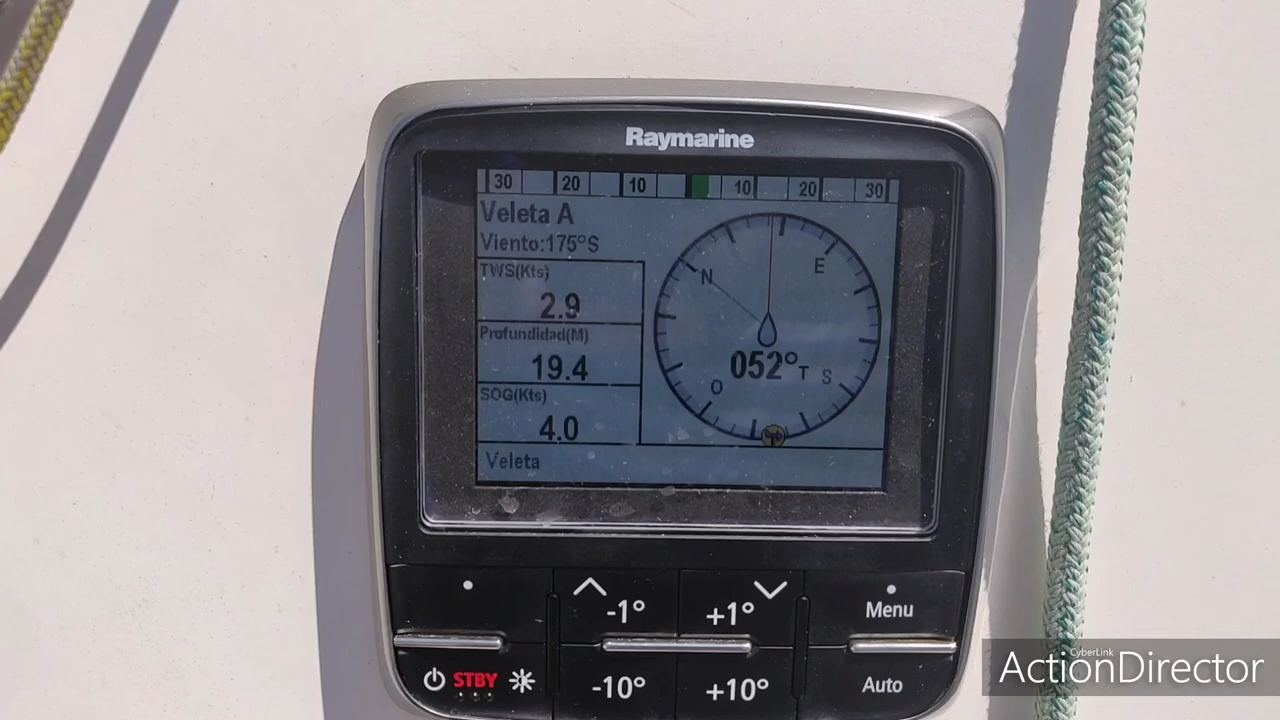 Raymarine
30 20 10 10 20 30
Veleta A
Viento:175°S
TWS(Kts)
2.9
Profundidad(M)
19.4
SOG(Kts)
4.0
Veleta
N
E
052°T
S
O
-1° +1° Menu
STBY -10° +10° Auto
CyberLink
ActionDirector